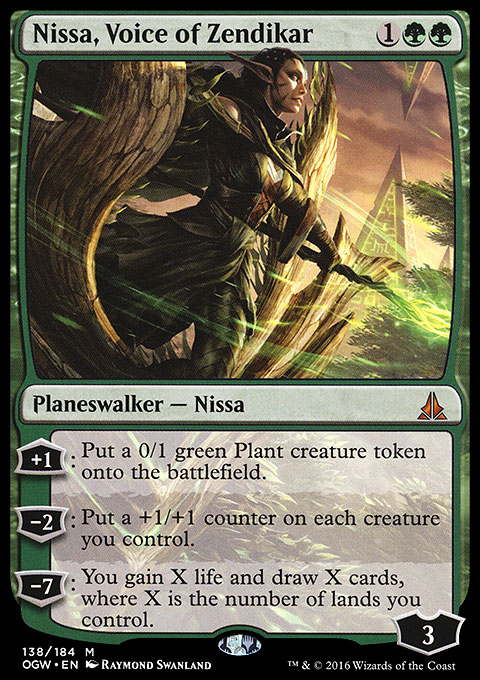 Nissa, Voice of Zendikar 1
Planeswalker — Nissa
+1: Put a 0/1 green Plant creature token
onto the battlefield.
-2: Put a +1/+1 counter on each creature
you control.
-7: You gain X life and draw X cards,
where X is the number of lands you
control.
3
138/184 M
OGW • EN Raymond Swanland
™ & © 2016 Wizards of the Coast